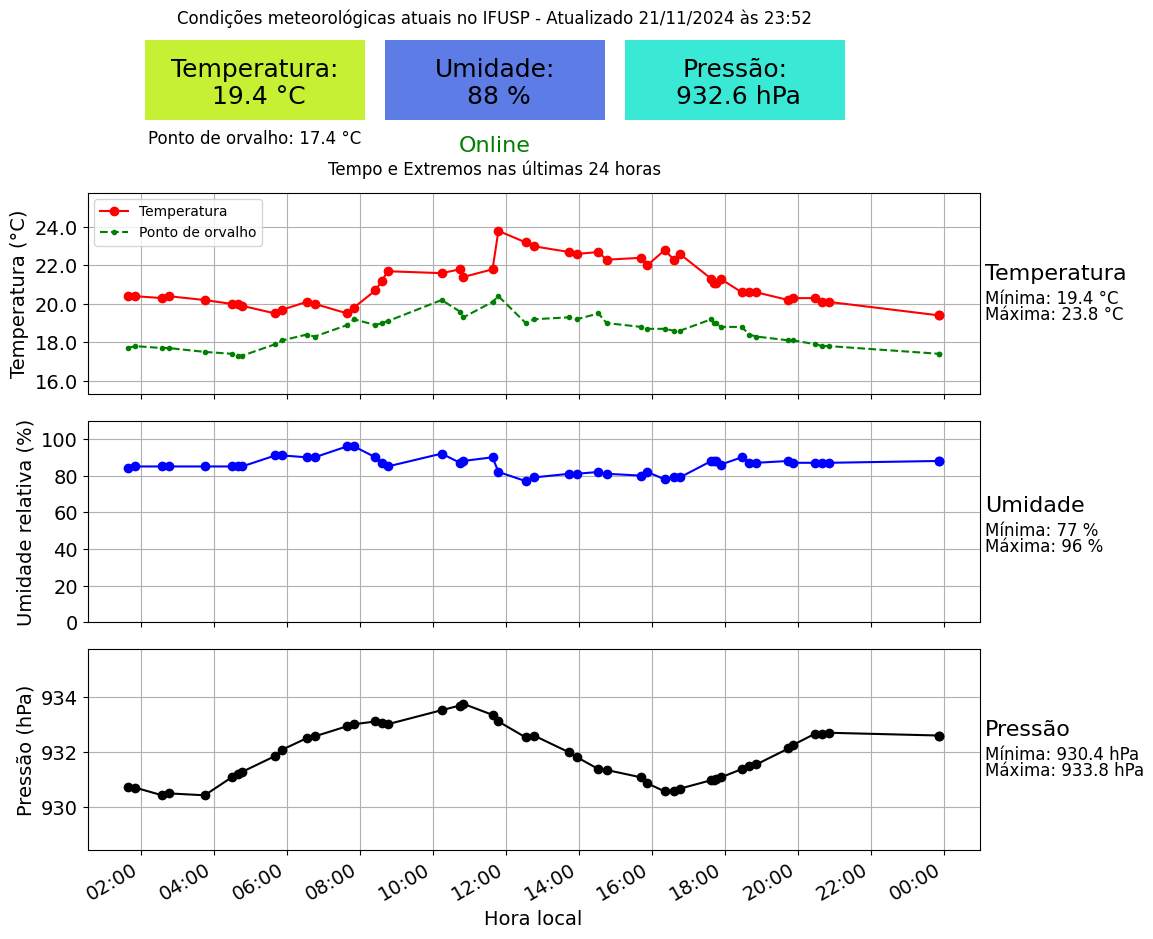 Condições meteorológicas atuais no IFUSP - Atualizado 21/11/2024 às 23:52
Temperatura:
19.4 °C
Umidade:
88 %
Pressão:
932.6 hPa
Ponto de orvalho: 17.4 °C
Online
Tempo e Extremos nas últimas 24 horas
Temperatura (°C)
24.0
22.0
20.0
18.0
16.0
Temperatura
Ponto de orvalho
Temperatura
Mínima: 19.4 °C
Máxima: 23.8 °C
Umidade relativa (%)
100
80
60
40
20
0
Umidade
Mínima: 77 %
Máxima: 96 %
Pressão (hPa)
934
932
930
Pressão
Mínima: 930.4 hPa
Máxima: 933.8 hPa
02:00
04:00
06:00
08:00
10:00
12:00
14:00
16:00
18:00
20:00
22:00
00:00
Hora local